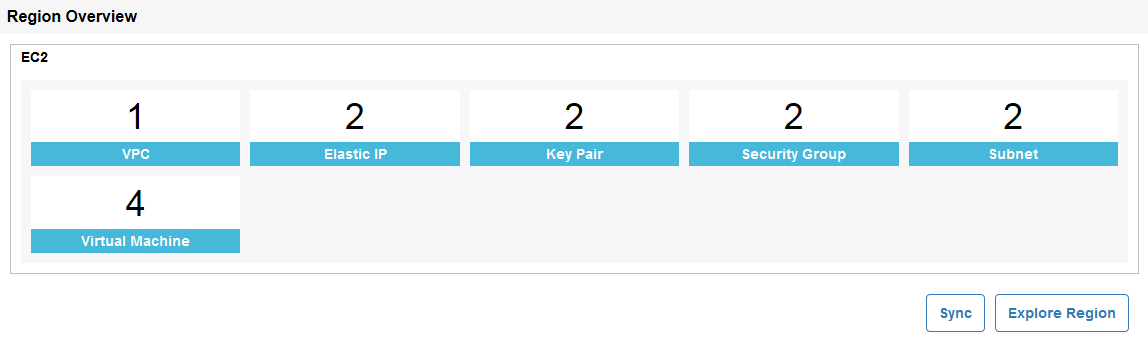 Region Overview
EC2
1 2 2 2 2
VPC Elastic IP Key Pair Security Group Subnet
4
Virtual Machine
Sync Explore Region